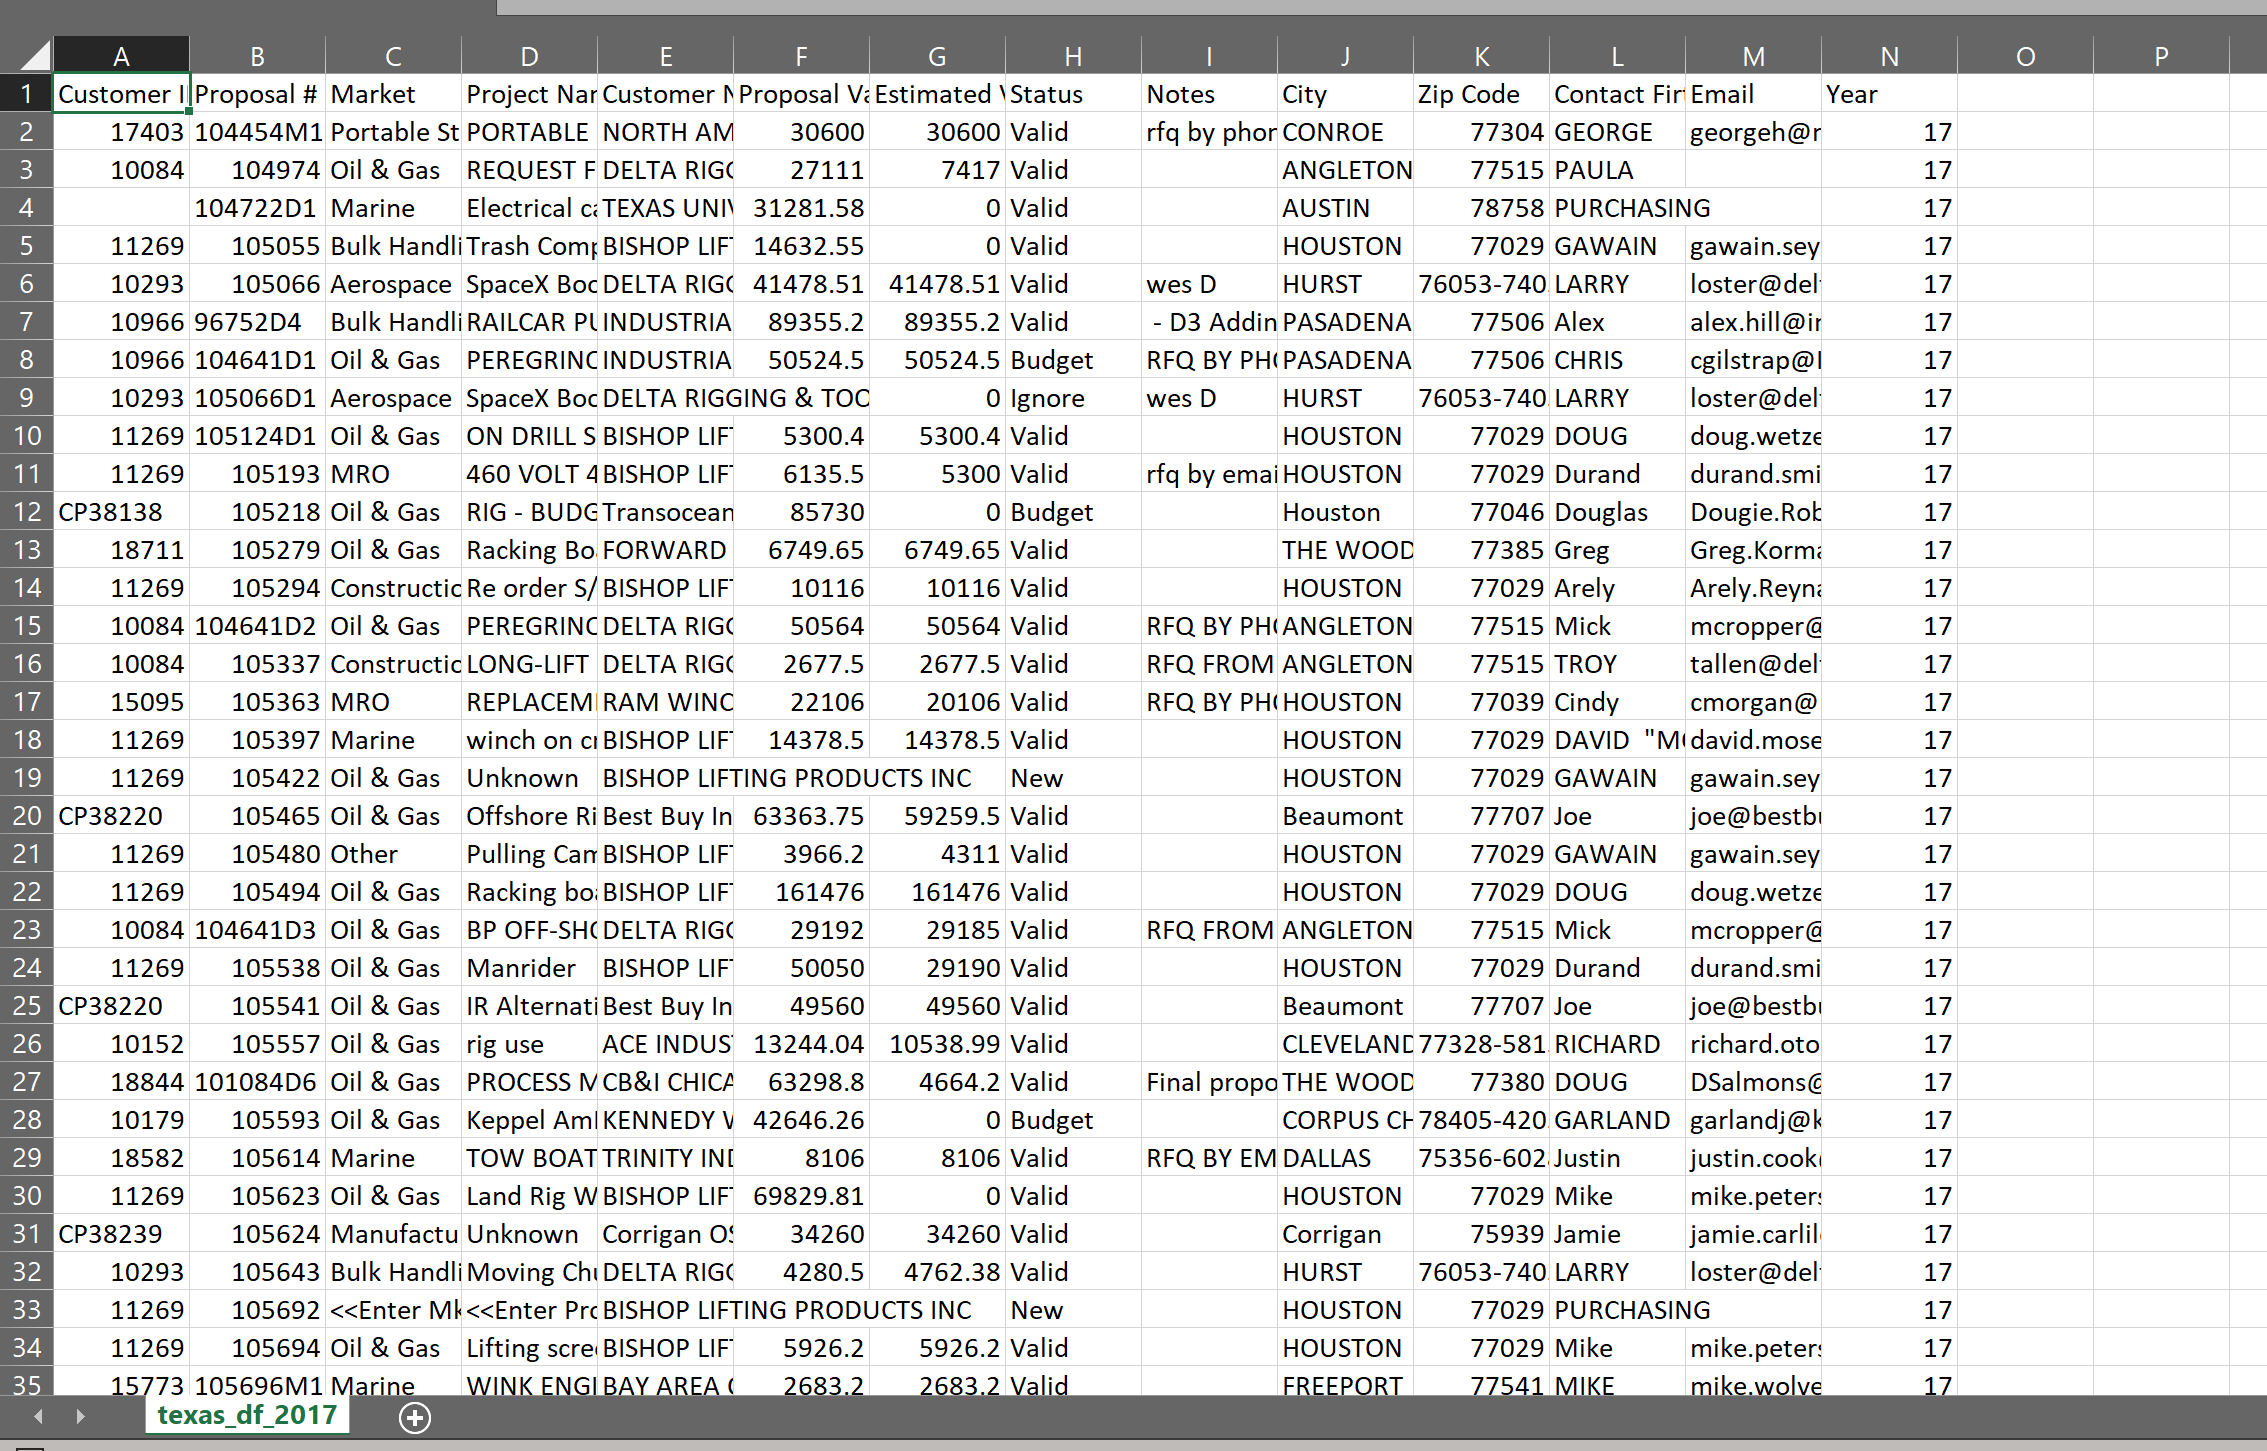 A B C D E F G H I J K L M N O P
1 Customer I Proposal # Market Project Nar Customer N Proposal Va Estimated V Status Notes City Zip Code Contact Firt Email Year
2 17403 104454M1 Portable St PORTABLE NORTH AM 30600 30600 Valid rfq by phor CONROE 77304 GEORGE georgeh@r 17
3 10084 104974 Oil & Gas REQUEST F DELTA RIGG 27111 7417 Valid ANGLETON 77515 PAULA 17
4 104722D1 Marine Electrical ca TEXAS UNIV 31281.58 0 Valid AUSTIN 78758 PURCHASING 17
5 11269 105055 Bulk Handli Trash Comp BISHOP LIFT 14632.55 0 Valid HOUSTON 77029 GAWAIN gawain.sey 17
6 10293 105066 Aerospace SpaceX Boo DELTA RIGG 41478.51 41478.51 Valid wes D HURST 76053-740 LARRY loster@del 17
7 10966 96752D4 Bulk Handli RAILCAR PU INDUSTRIA 89355.2 89355.2 Valid - D3 Addin PASADENA 77506 Alex alex.hill@ir 17
8 10966 104641D1 Oil & Gas PEREGRINO INDUSTRIA 50524.5 50524.5 Budget RFQ BY PHO PASADENA 77506 CHRIS cgilstrap@I 17
9 10293 105066D1 Aerospace SpaceX Boo DELTA RIGGING & TOO 0 Ignore wes D HURST 76053-740 LARRY loster@del 17
10 11269 105124D1 Oil & Gas ON DRILL S BISHOP LIFT 5300.4 5300.4 Valid HOUSTON 77029 DOUG doug.wetze 17
11 11269 105193 MRO 460 VOLT 4 BISHOP LIFT 6135.5 5300 Valid rfq by emai HOUSTON 77029 Durand durand.smi 17
12 CP38138 105218 Oil & Gas RIG - BUDG Transocean 85730 0 Budget Houston 77046 Douglas Dougie.Rob 17
13 18711 105279 Oil & Gas Racking Boa FORWARD 6749.65 6749.65 Valid THE WOOD 77385 Greg Greg.Korma 17
14 11269 105294 Constructio Re order S/ BISHOP LIFT 10116 10116 Valid HOUSTON 77029 Arely Arely.Reyna 17
15 10084 104641D2 Oil & Gas PEREGRINO DELTA RIGG 50564 50564 Valid RFQ BY PHO ANGLETON 77515 Mick mcropper@ 17
16 10084 105337 Constructio LONG-LIFT DELTA RIGG 2677.5 2677.5 Valid RFQ FROM ANGLETON 77515 TROY tallen@del 17
17 15095 105363 MRO REPLACEM RAM WINC 22106 20106 Valid RFQ BY PHO HOUSTON 77039 Cindy cmorgan@ 17
18 11269 105397 Marine winch on cr BISHOP LIFT 14378.5 14378.5 Valid HOUSTON 77029 DAVID "MO david.mose 17
19 11269 105422 Oil & Gas Unknown BISHOP LIFTING PRODUCTS INC New HOUSTON 77029 GAWAIN gawain.sey 17
20 CP38220 105465 Oil & Gas Offshore Ri Best Buy In 63363.75 59259.5 Valid Beaumont 77707 Joe joe@bestbu 17
21 11269 105480 Other Pulling Cam BISHOP LIFT 3966.2 4311 Valid HOUSTON 77029 GAWAIN gawain.sey 17
22 11269 105494 Oil & Gas Racking boa BISHOP LIFT 161476 161476 Valid HOUSTON 77029 DOUG doug.wetze 17
23 10084 104641D3 Oil & Gas BP OFF-SHO DELTA RIGG 29192 29185 Valid RFQ FROM ANGLETON 77515 Mick mcropper@ 17
24 11269 105538 Oil & Gas Manrider BISHOP LIFT 50050 29190 Valid HOUSTON 77029 Durand durand.smi 17
25 CP38220 105541 Oil & Gas IR Alternati Best Buy In 49560 49560 Valid Beaumont 77707 Joe joe@bestbu 17
26 10152 105557 Oil & Gas rig use ACE INDUST 13244.04 10538.99 Valid CLEVELAND 77328-581 RICHARD richard.oto 17
27 18844 101084D6 Oil & Gas PROCESS M CB&I CHICA 63298.8 4664.2 Valid Final propo THE WOOD 77380 DOUG DSalmons@ 17
28 10179 105593 Oil & Gas Keppel Aml KENNEDY W 42646.26 0 Budget CORPUS CH 78405-420 GARLAND garlandj@k 17
29 18582 105614 Marine TOW BOAT TRINITY IND 8106 8106 Valid RFQ BY EM DALLAS 75356-602 Justin justin.cook 17
30 11269 105623 Oil & Gas Land Rig W BISHOP LIFT 69829.81 0 Valid HOUSTON 77029 Mike mike.peters 17
31 CP38239 105624 Manufactu Unknown Corrigan OS 34260 34260 Valid Corrigan 75939 Jamie jamie.carlil 17
32 10293 105643 Bulk Handli Moving Chu DELTA RIGG 4280.5 4762.38 Valid HURST 76053-740 LARRY loster@del 17
33 11269 105692 <<Enter Mk <<Enter Pro BISHOP LIFTING PRODUCTS INC New HOUSTON 77029 PURCHASING 17
34 11269 105694 Oil & Gas Lifting scree BISHOP LIFT 5926.2 5926.2 Valid HOUSTON 77029 Mike mike.peters 17
35 15773 105696M1 Marine WINK ENGI BAY AREA C 2683.2 2683.2 Valid FREEPORT 77541 MIKE mike.wolve 17
texas_df_2017